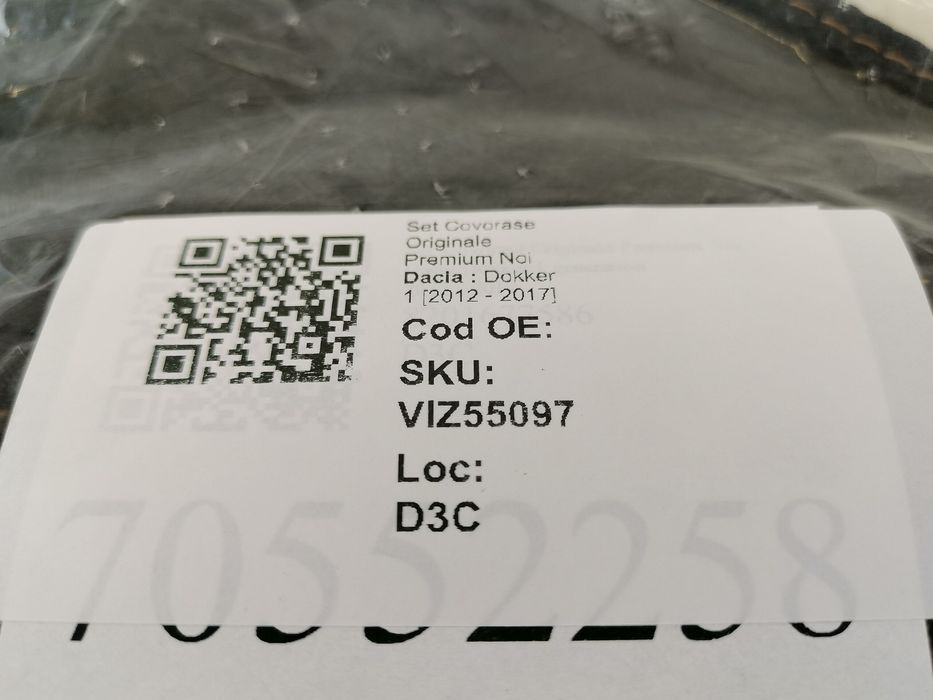 Set Covorase
Originale
Premium Noi
Dacia : Dokker
1 [2012 - 2017]
Cod OE:
SKU:
VIZ55097
Loc:
D3C
70552258